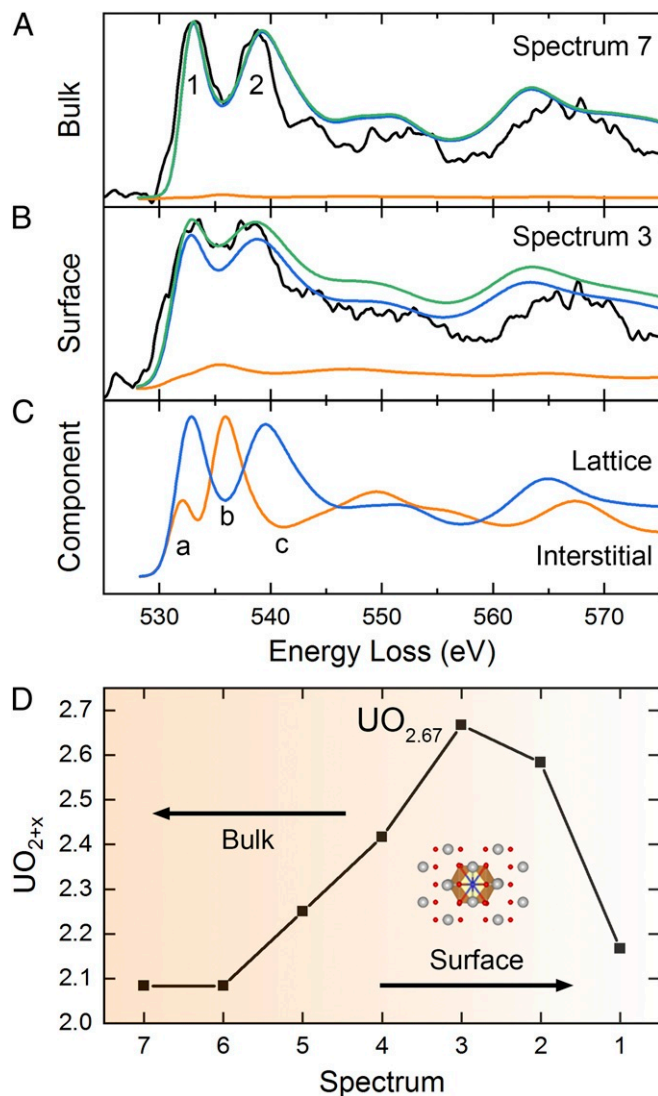 A
Spectrum 7
Bulk
1
2
B
Spectrum 3
Surface
C
Component
Lattice
Interstitial
a
b
c
530 540 550 560 570
Energy Loss (eV)
D
UO2+x
2.7
2.6
2.5
2.4
2.3
2.2
2.1
2.0
UO2.67
Bulk
Surface
7 6 5 4 3 2 1
Spectrum